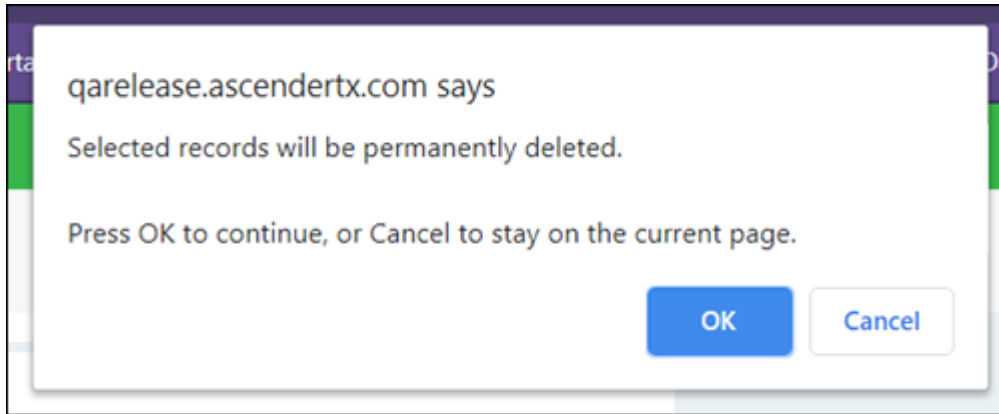 rta
qarelease.ascendertx.com says
Selected records will be permanently deleted.
Press OK to continue, or Cancel to stay on the current page.
OK
Cancel